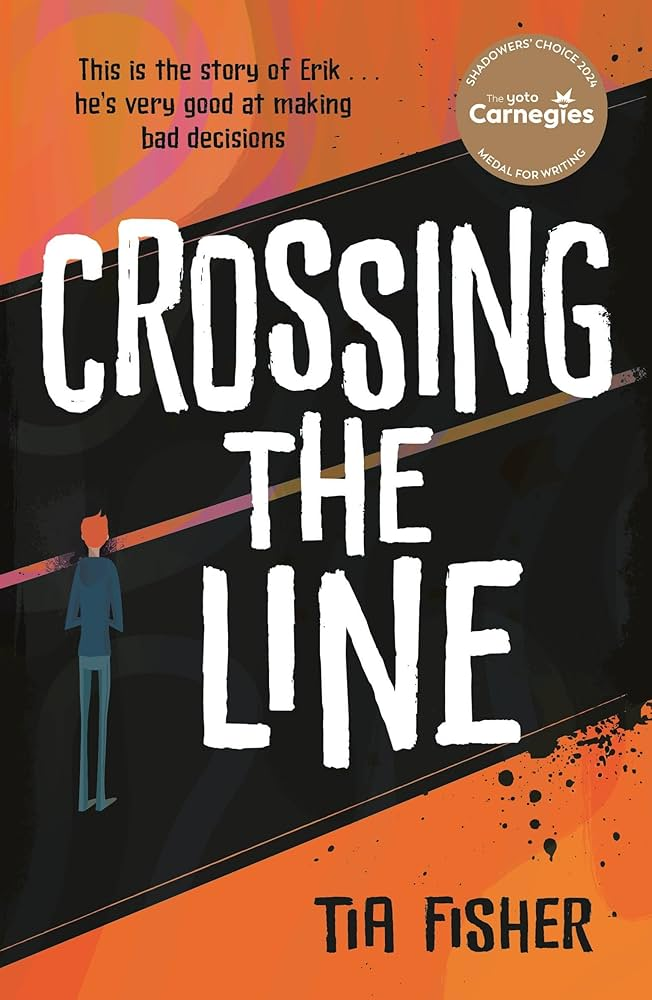 This is the story of Erik . . .
he's very good at making
bad decisions
SHADOWERS' CHOICE 2024
The yoto
Carnegies
MEDAL FOR WRITING
CROSSING
THE
LINE
TIA FISHER